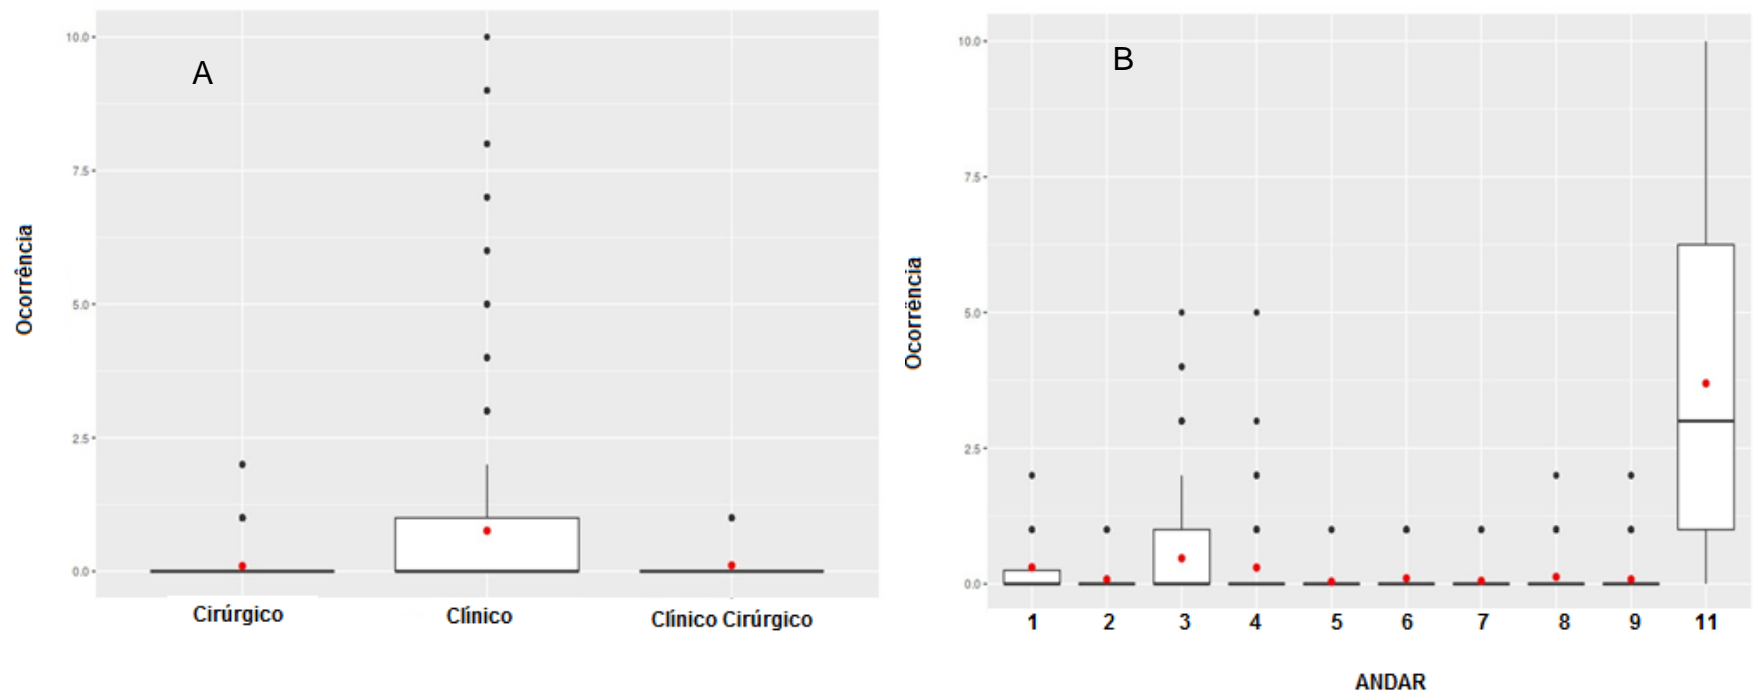 A
10.0
7.5
5.0
2.5
0.0
Ocorrência
Cirúrgico
Clínico
Clínico Cirúrgico
B
10.0
7.5
5.0
2.5
0.0
Ocorrência
1 2 3 4 5 6 7 8 9 11
ANDAR